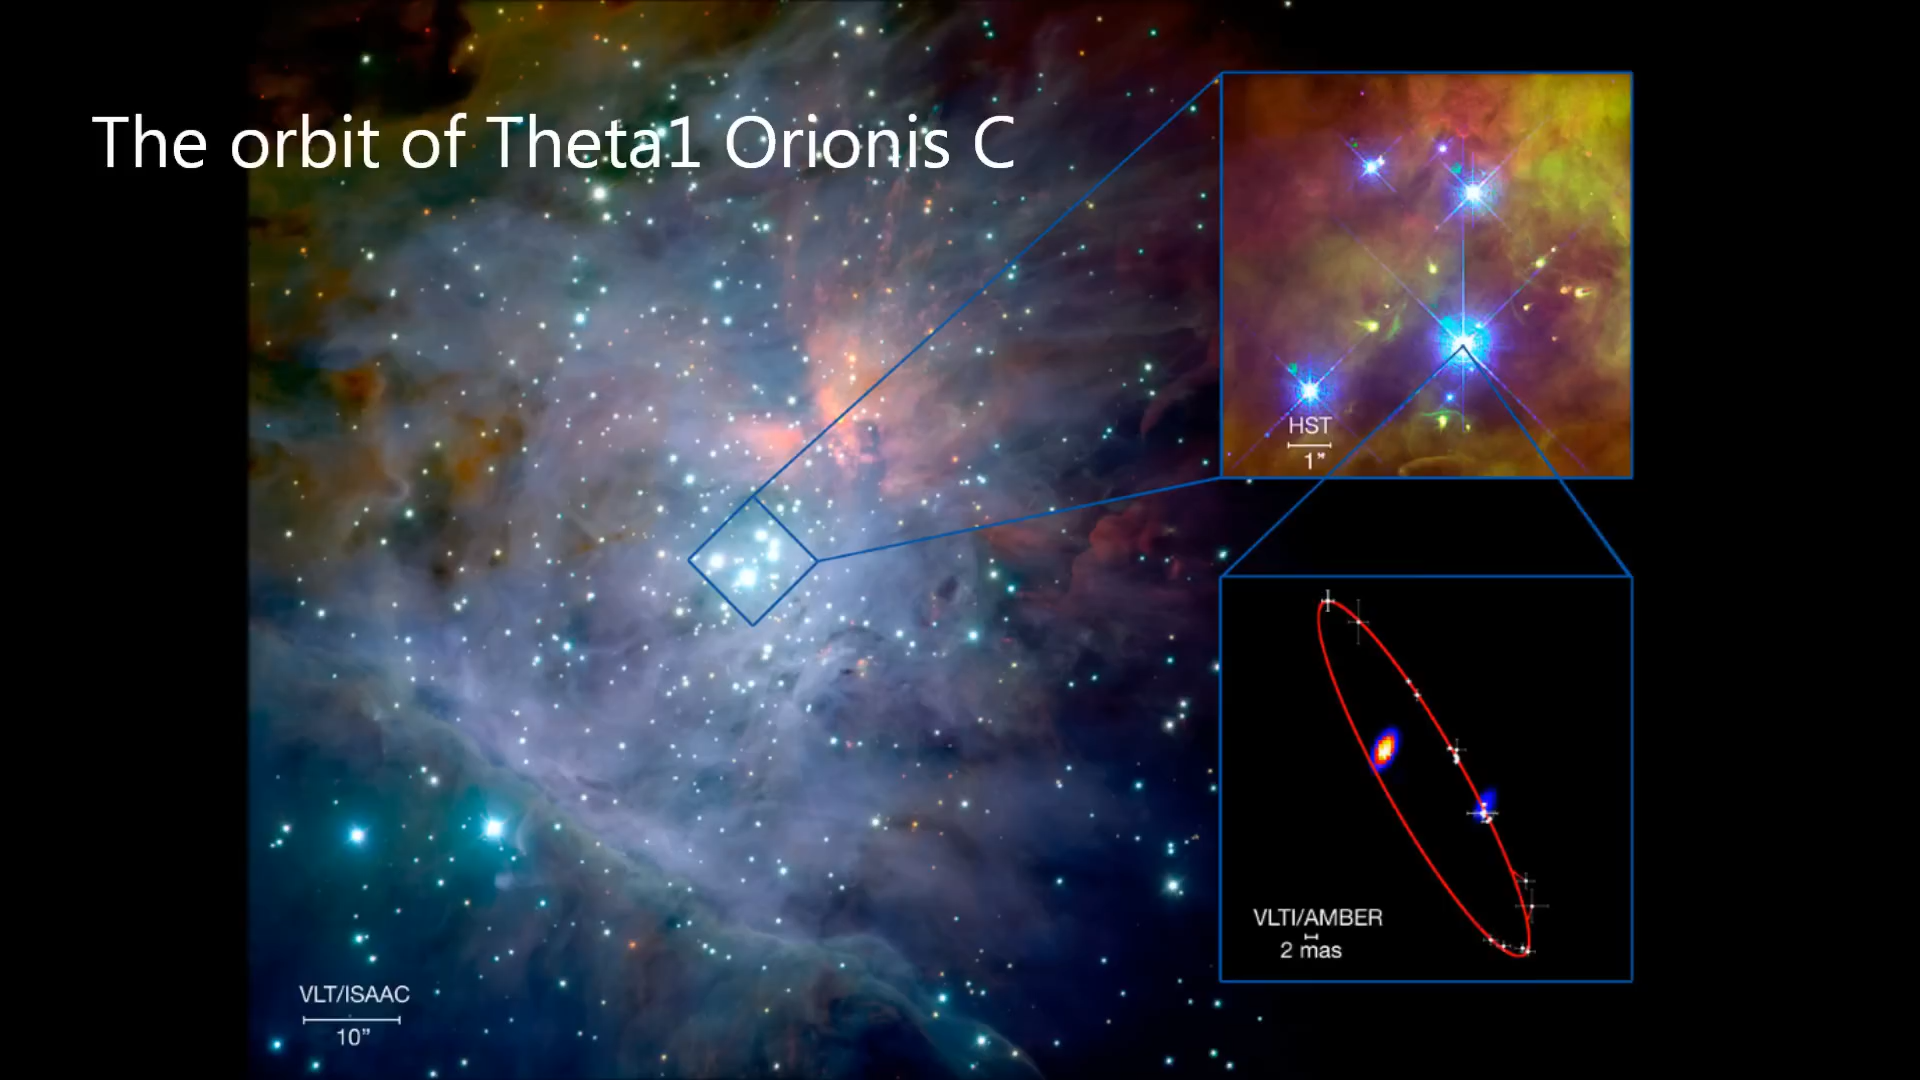 The orbit of Theta1 Orionis C
HST
1"
VLTI/AMBER
2 mas
VLT/ISAAC
10”